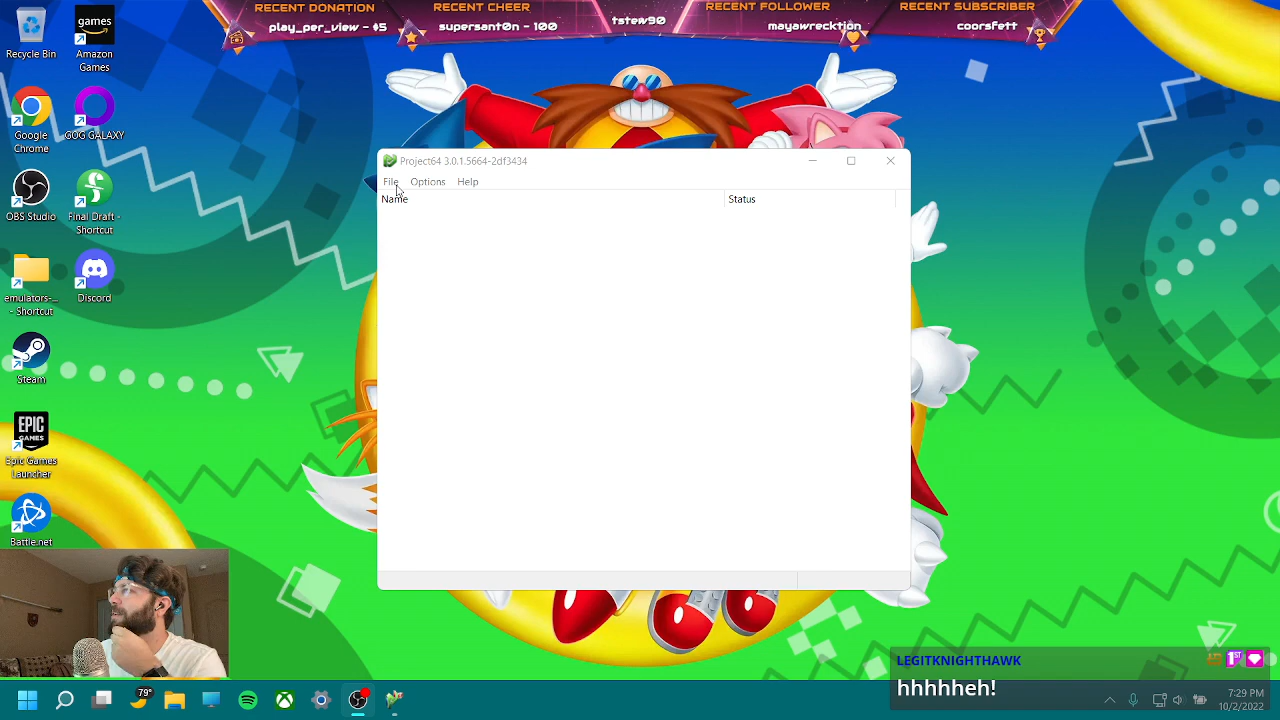 RECENT DONATION
play_per_view - $5
RECENT CHEER
supersant0n - 100
tstew90
RECENT FOLLOWER
mayawrecktion
RECENT SUBSCRIBER
coorsfett
Recycle Bin
games
Amazon
Games
Google
Chrome
GOG GALAXY
OBS Studio
Final Draft -
Shortcut
emulators-_
- Shortcut
Discord
Steam
EPIC
GAMES
Epic Games
Launcher
Battle.net
Project64 3.0.1.5664-2df3434
File Options Help
Name Status
LEGITKNIGHTHAWK
1ST
hhhhheh!
79°
7:29 PM
10/2/2022